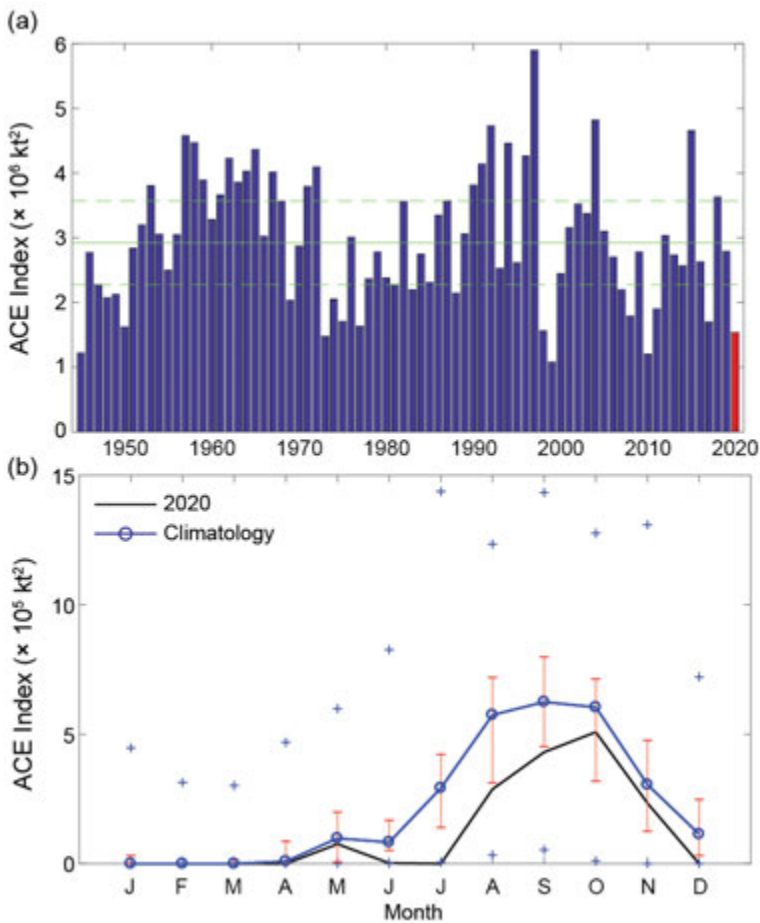 (a)
ACE Index (× 10⁶ kt²)
6
5
4
3
2
1
0
1950 1960 1970 1980 1990 2000 2010 2020
(b)
ACE Index (× 10⁵ kt²)
15
10
5
0
2020
Climatology
J F M A M J J A S O N D
Month